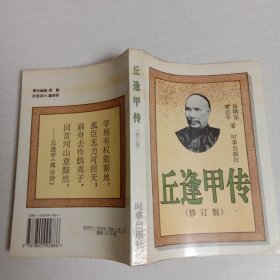 丘逢甲传
(修订版)
徐博东
黄志平
著
时事出版社
丘逢甲传
(修订版)
时事出版社
宰相有权能割地,
孤臣无力可回天;
扁舟去作鸱夷子,
回首河山意黯然。
——丘逢甲《离台诗》